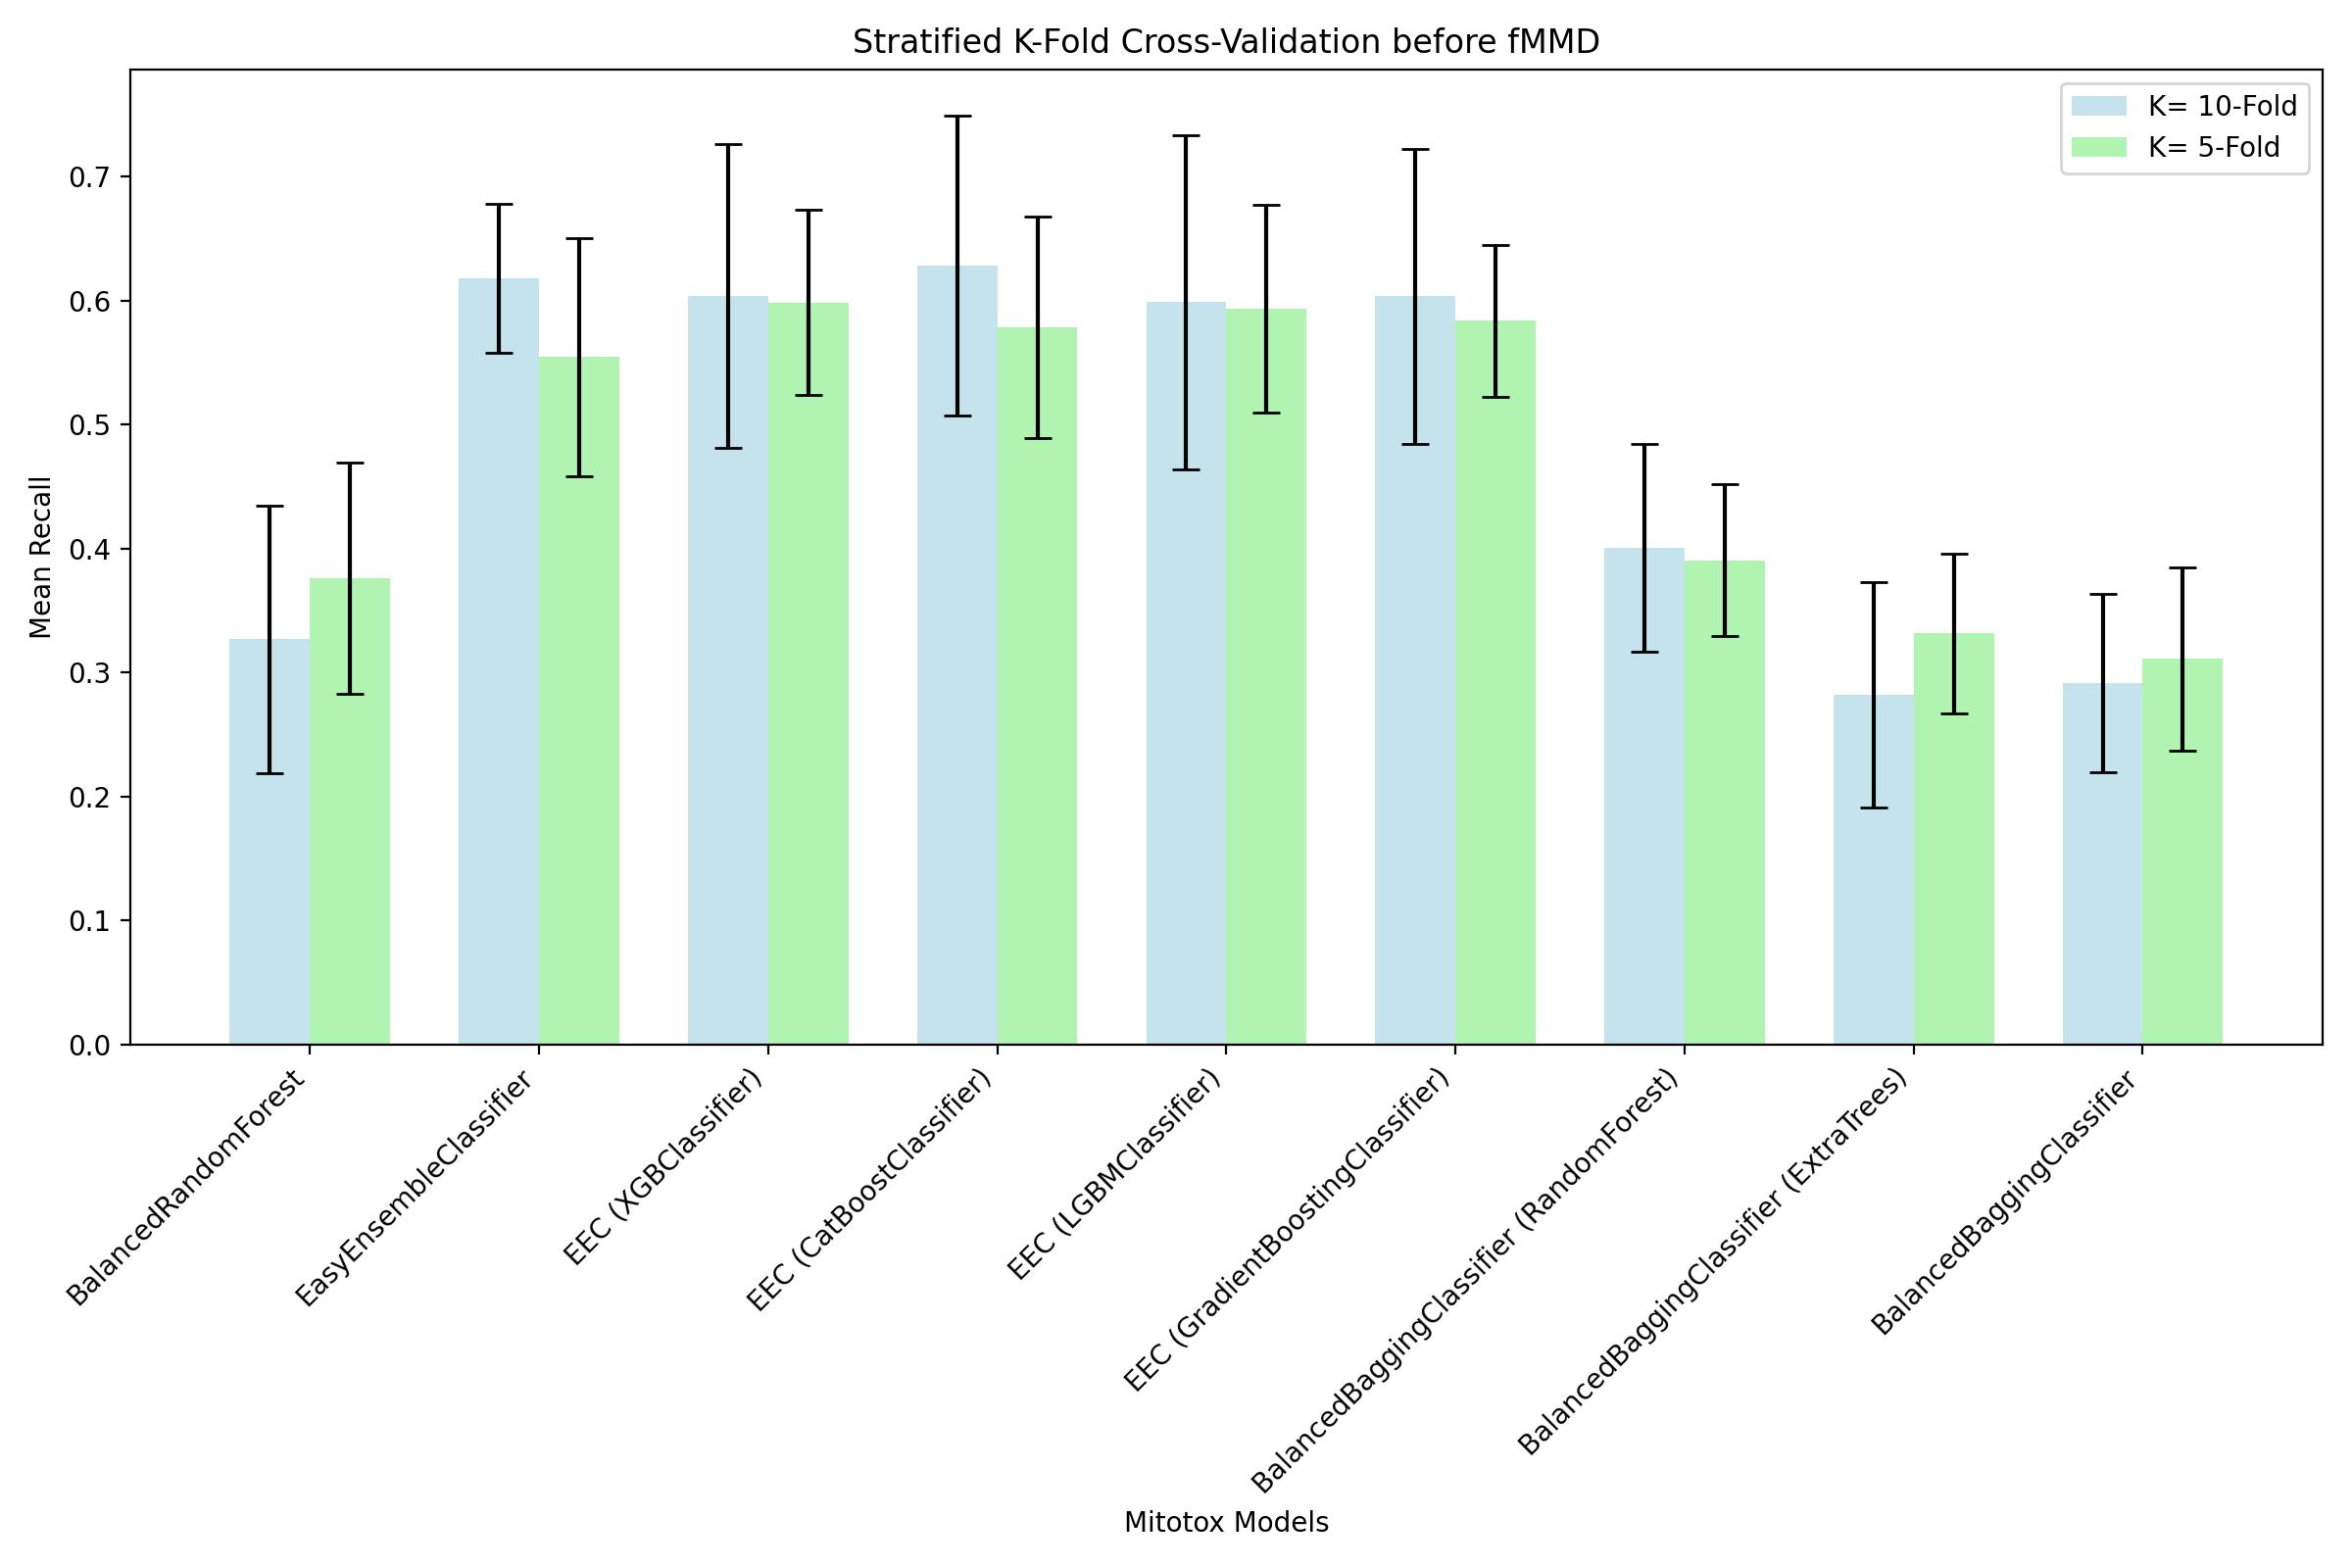 Stratified K-Fold Cross-Validation before fMMD
K= 10-Fold
K= 5-Fold
Mean Recall
0.7
0.6
0.5
0.4
0.3
0.2
0.1
0.0
BalancedRandomForest
EasyEnsembleClassifier
EEC (XGBClassifier)
EEC (CatBoostClassifier)
EEC (LGBMClassifier)
EEC (GradientBoostingClassifier)
BalancedBaggingClassifier (RandomForest)
BalancedBaggingClassifier (ExtraTrees)
BalancedBaggingClassifier
Mitotox Models